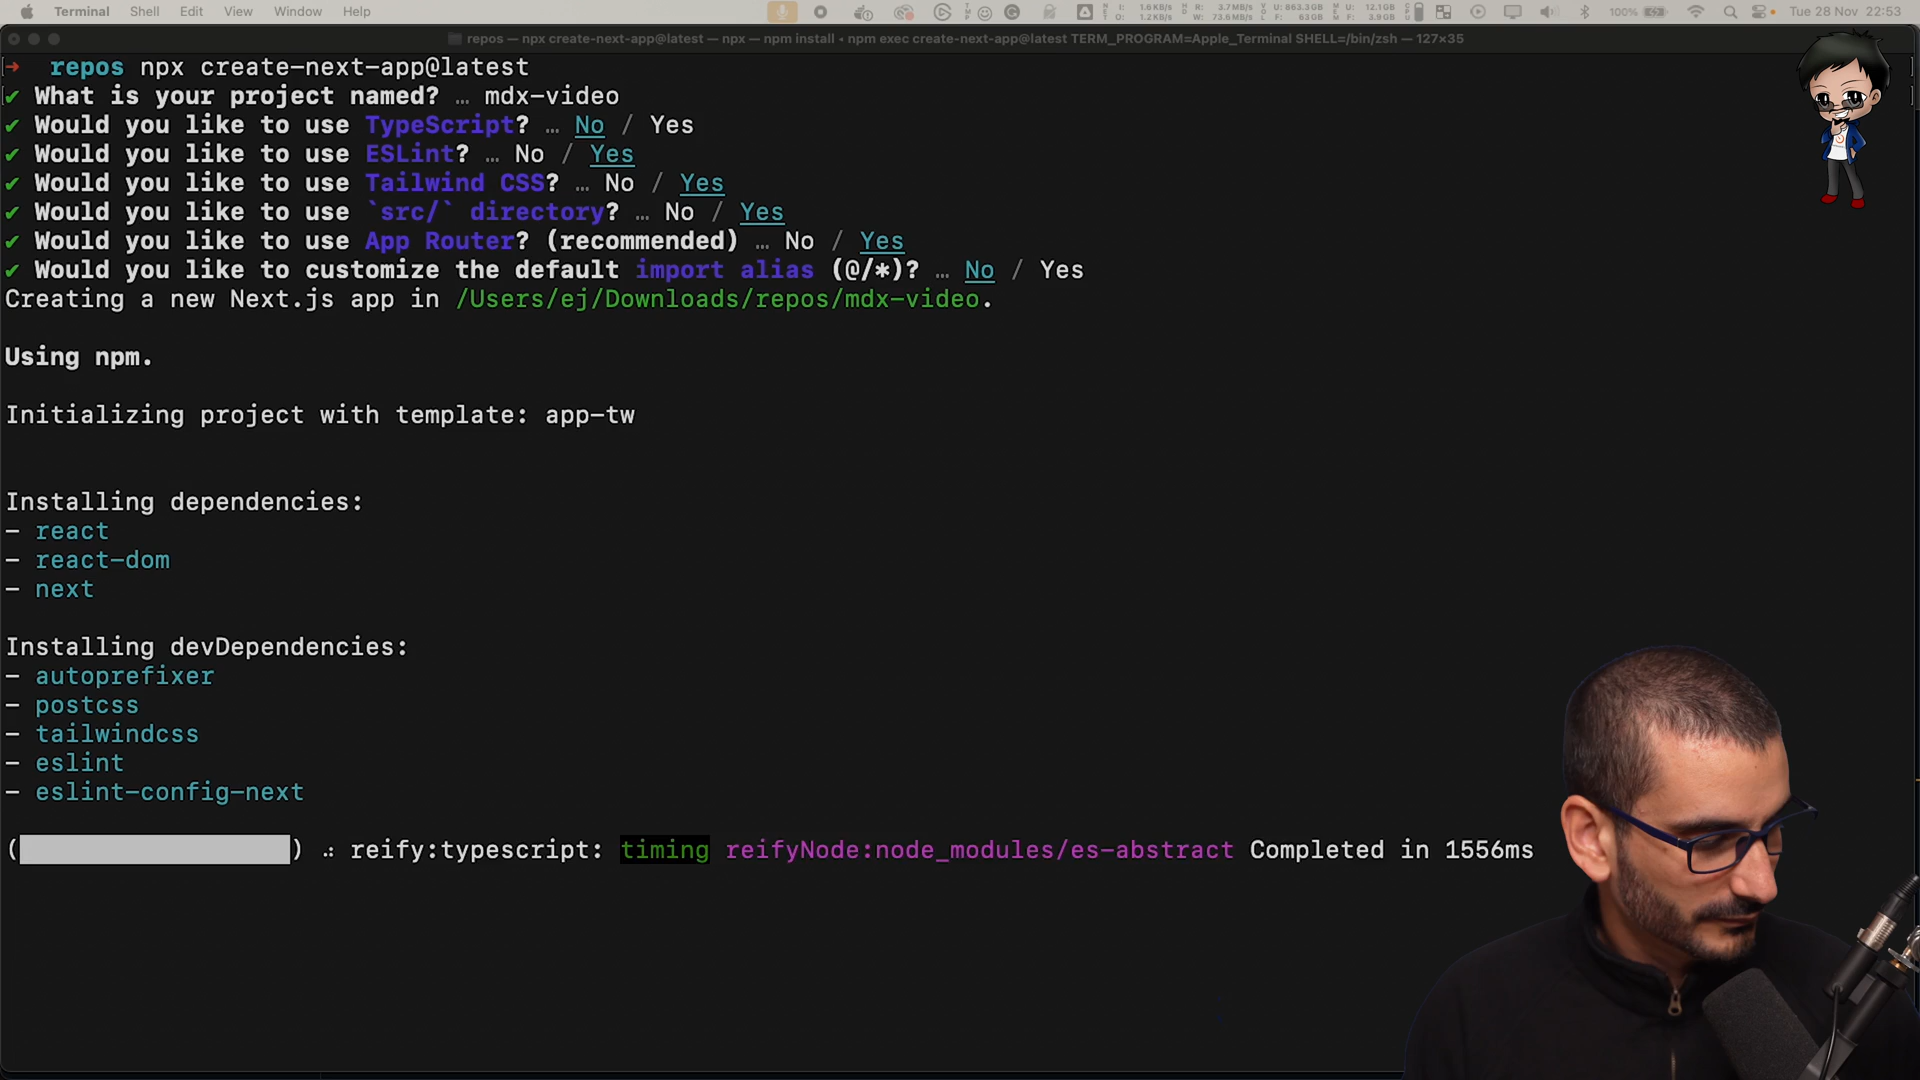 Terminal Shell Edit View Window Help 100% Tue 28 Nov 22:53
repos — npx create-next-app@latest — npx — npm install ◂ npm exec create-next-app@latest TERM_PROGRAM=Apple_Terminal SHELL=/bin/zsh — 127×35
→ repos npx create-next-app@latest
✔ What is your project named? … mdx-video
✔ Would you like to use TypeScript? … No / Yes
✔ Would you like to use ESLint? … No / Yes
✔ Would you like to use Tailwind CSS? … No / Yes
✔ Would you like to use `src/` directory? … No / Yes
✔ Would you like to use App Router? (recommended) … No / Yes
✔ Would you like to customize the default import alias (@/*)? … No / Yes
Creating a new Next.js app in /Users/ej/Downloads/repos/mdx-video.
Using npm.
Initializing project with template: app-tw
Installing dependencies:
- react
- react-dom
- next
Installing devDependencies:
- autoprefixer
- postcss
- tailwindcss
- eslint
- eslint-config-next
( ) ⠴ reify:typescript: timing reifyNode:node_modules/es-abstract Completed in 1556ms